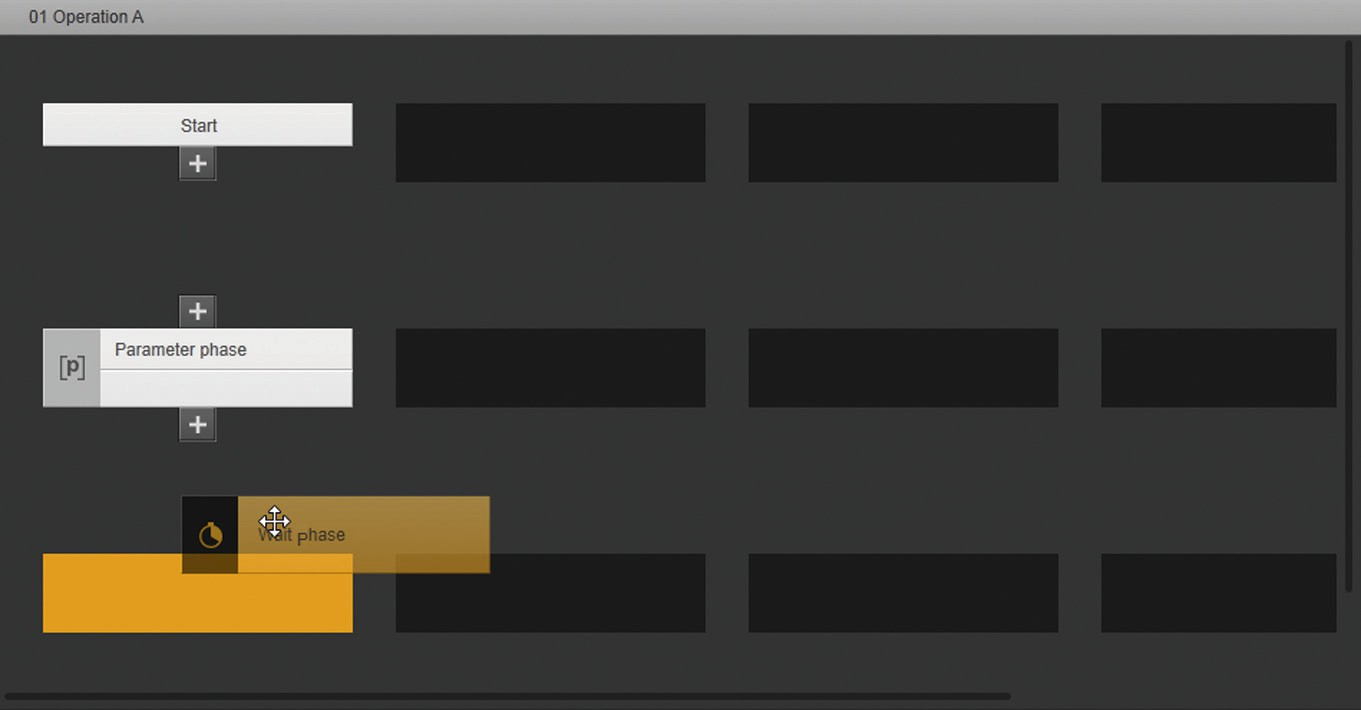 01 Operation A
Start
+
+
[p]
Parameter phase
+
Wait phase